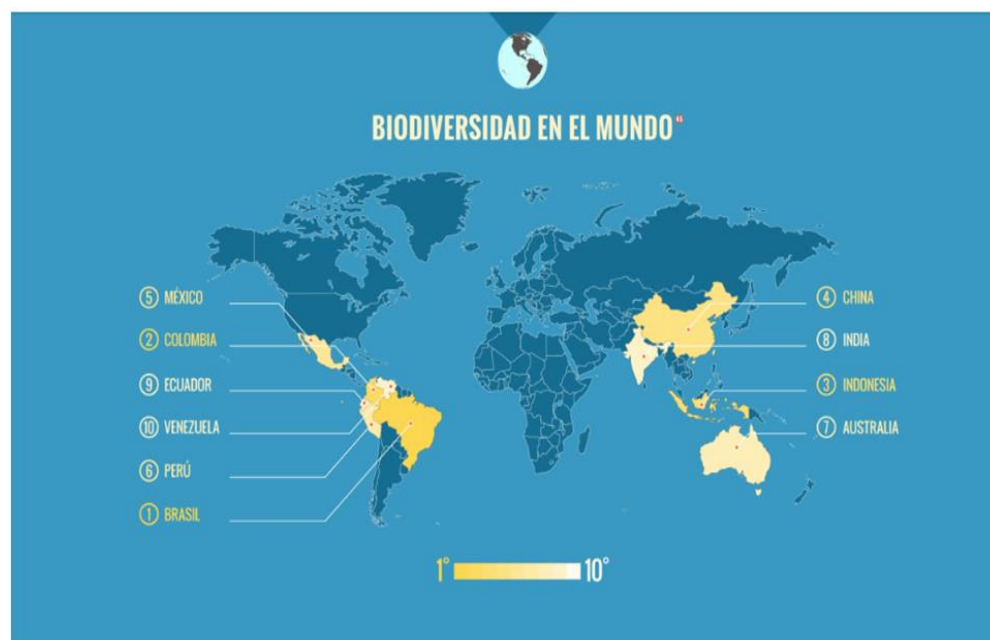 BIODIVERSIDAD EN EL MUNDO 45
5 MÉXICO
2 COLOMBIA
9 ECUADOR
10 VENEZUELA
6 PERÚ
1 BRASIL
4 CHINA
8 INDIA
3 INDONESIA
7 AUSTRALIA
1° 10°